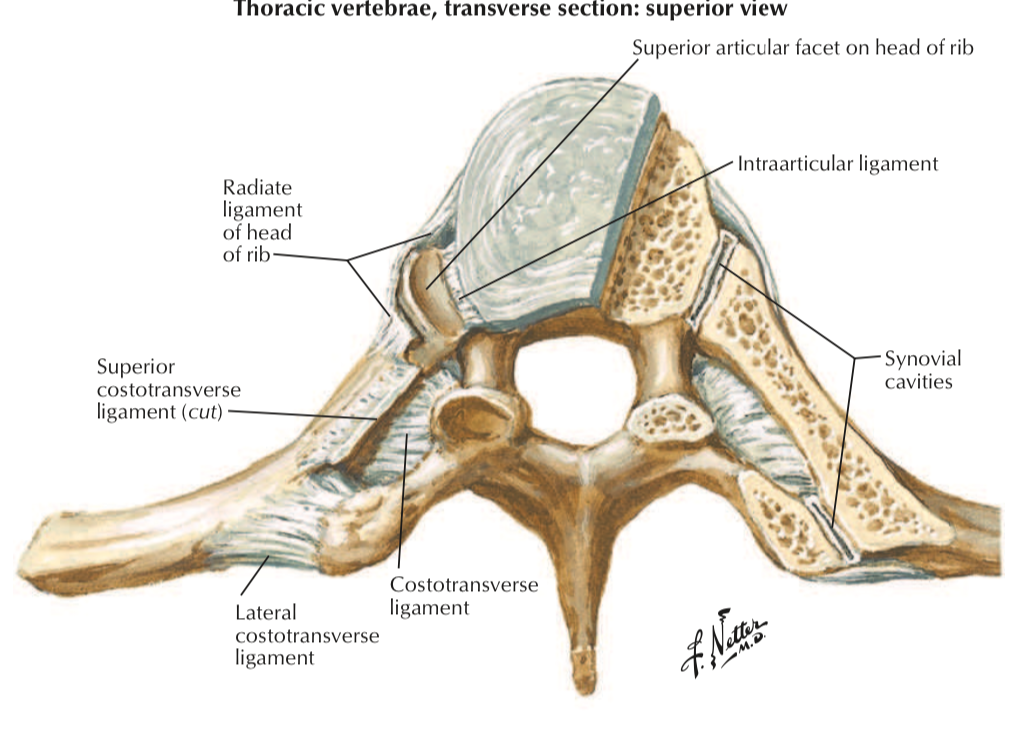 Thoracic vertebrae, transverse section: superior view
Superior articular facet on head of rib
Intraarticular ligament
Radiate
ligament
of head
of rib
Superior
costotransverse
ligament (cut)
Synovial
cavities
Costotransverse
ligament
Lateral
costotransverse
ligament
F. Netter
M.D.